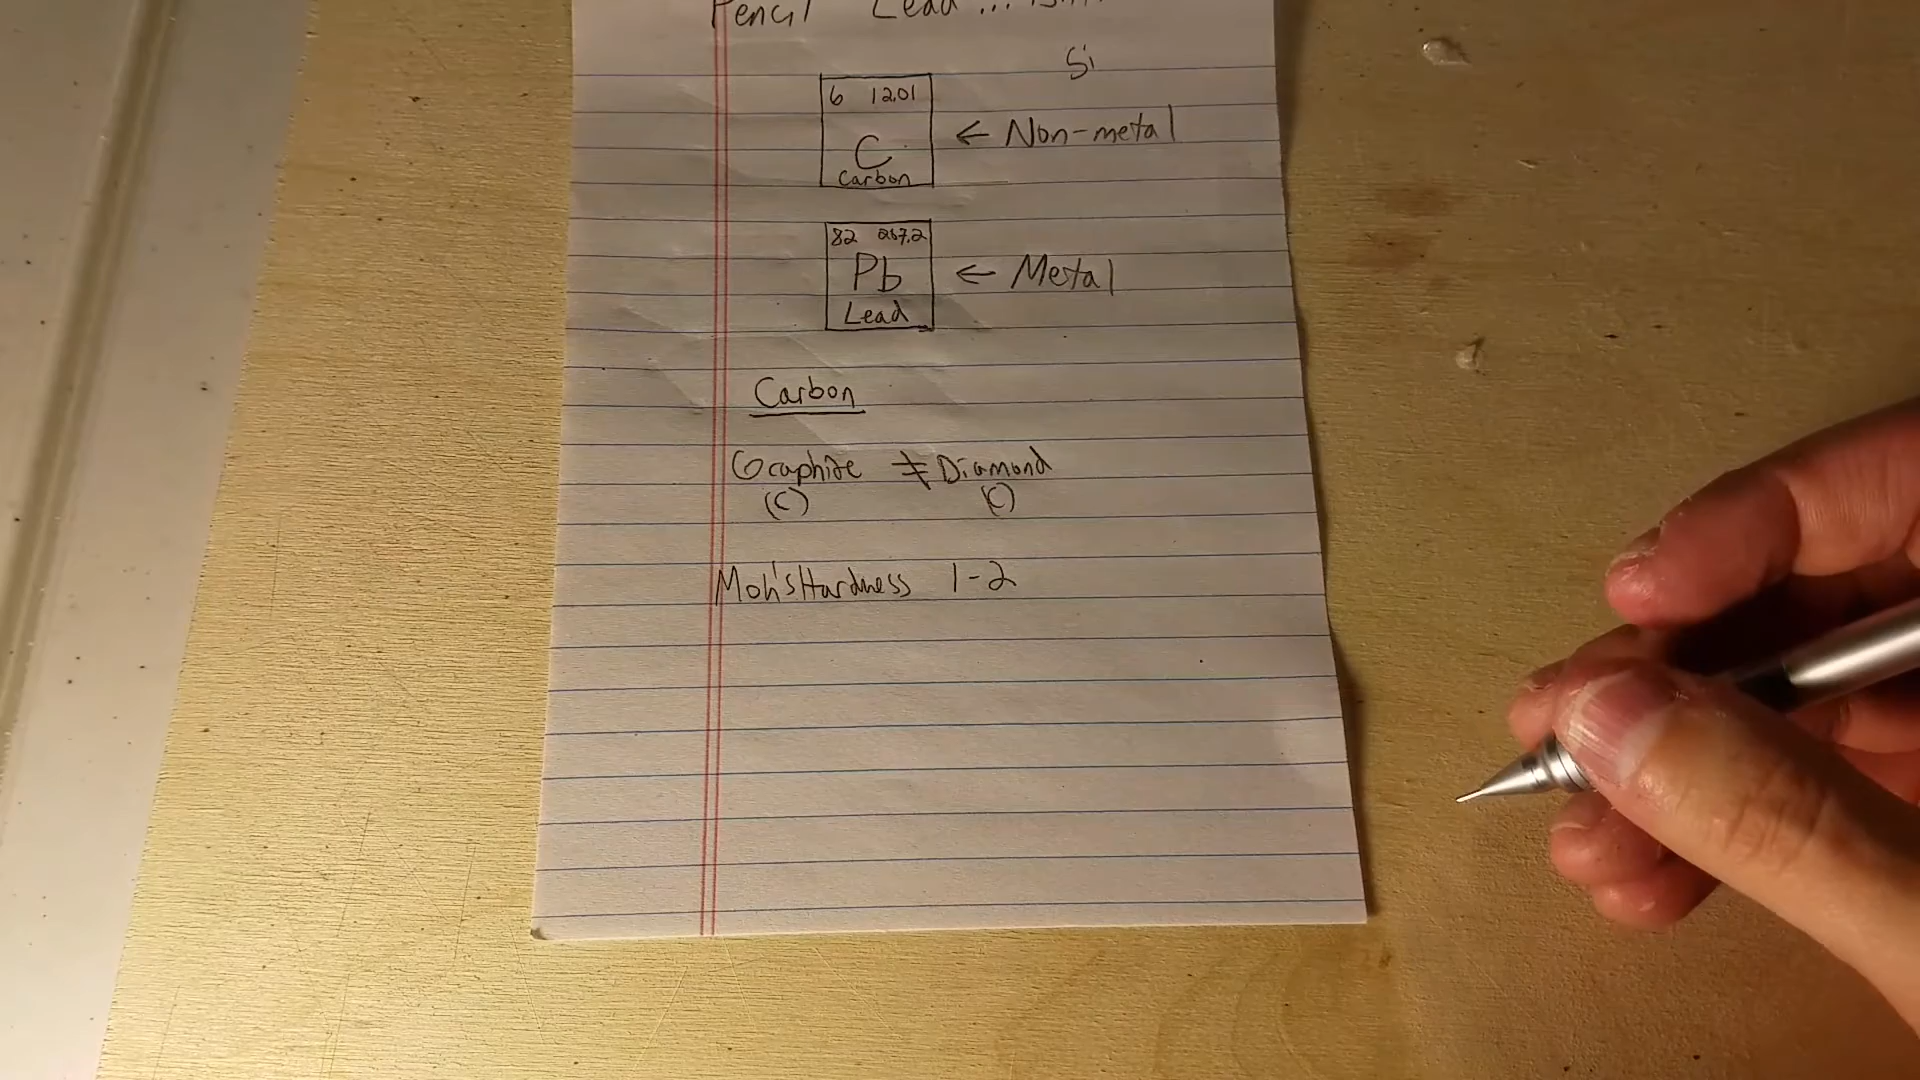 Pencil Lead...
Si
6 12.01
C
Carbon
← Non-metal
82 207.2
Pb
Lead
← Metal
Carbon
Graphite ≠ Diamond
(C) (C)
Moh's Hardness 1-2